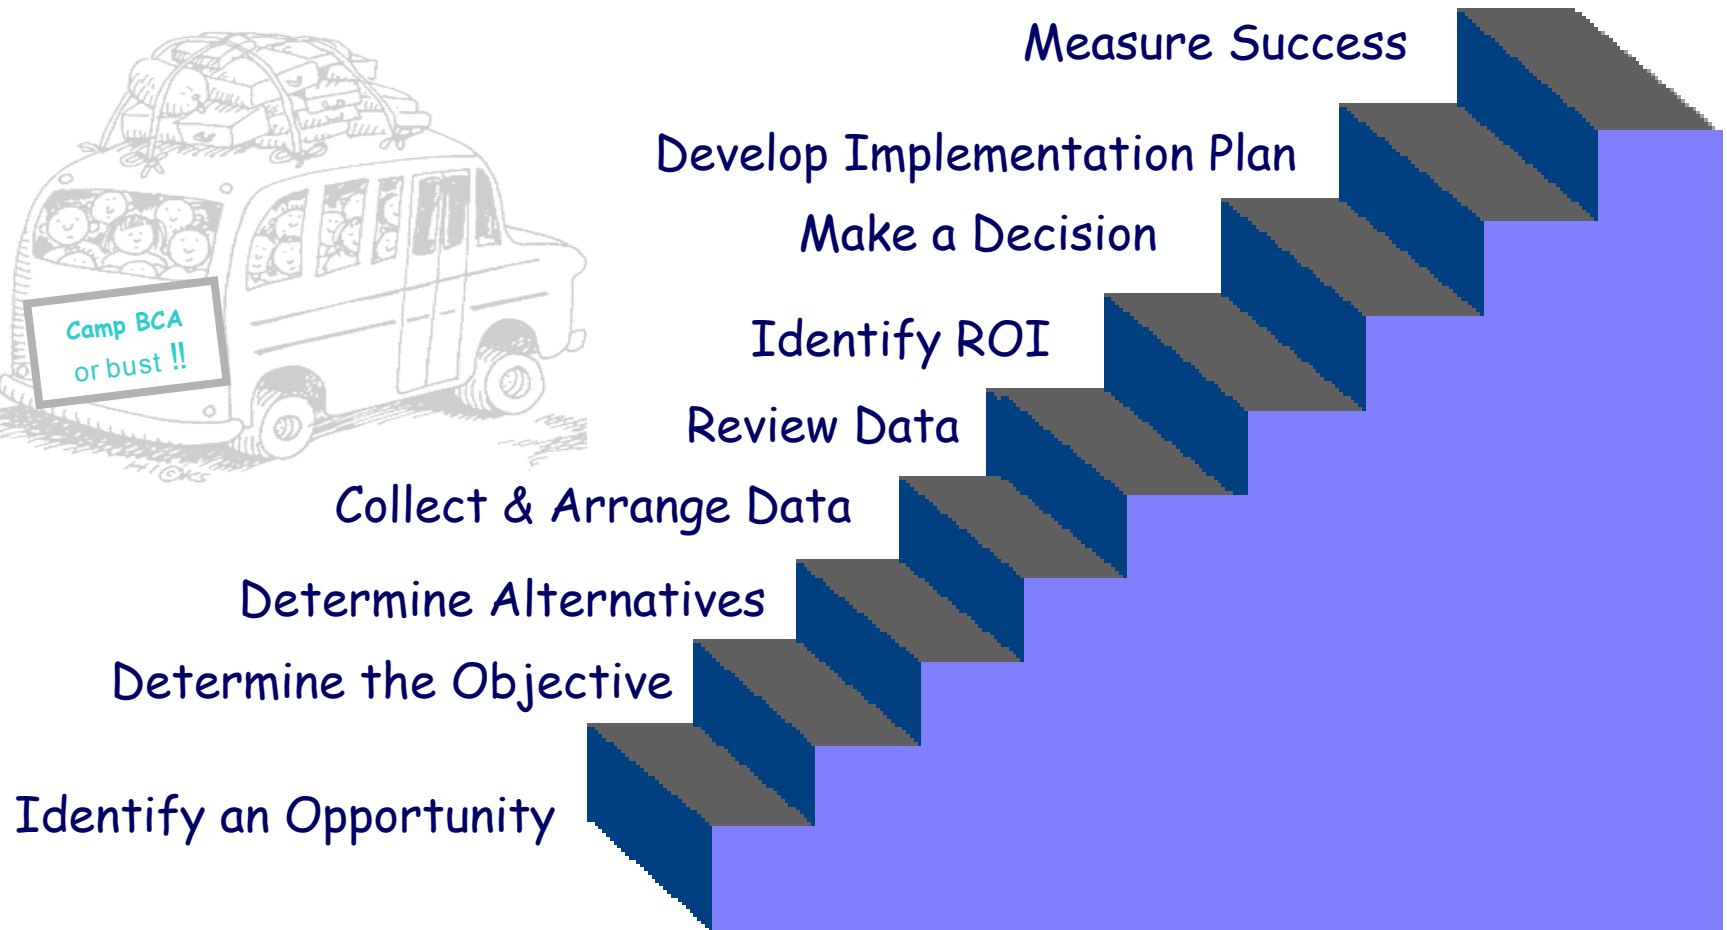 Measure Success
Develop Implementation Plan
Make a Decision
Identify ROI
Review Data
Collect & Arrange Data
Determine Alternatives
Determine the Objective
Identify an Opportunity
Camp BCA
or bust !!